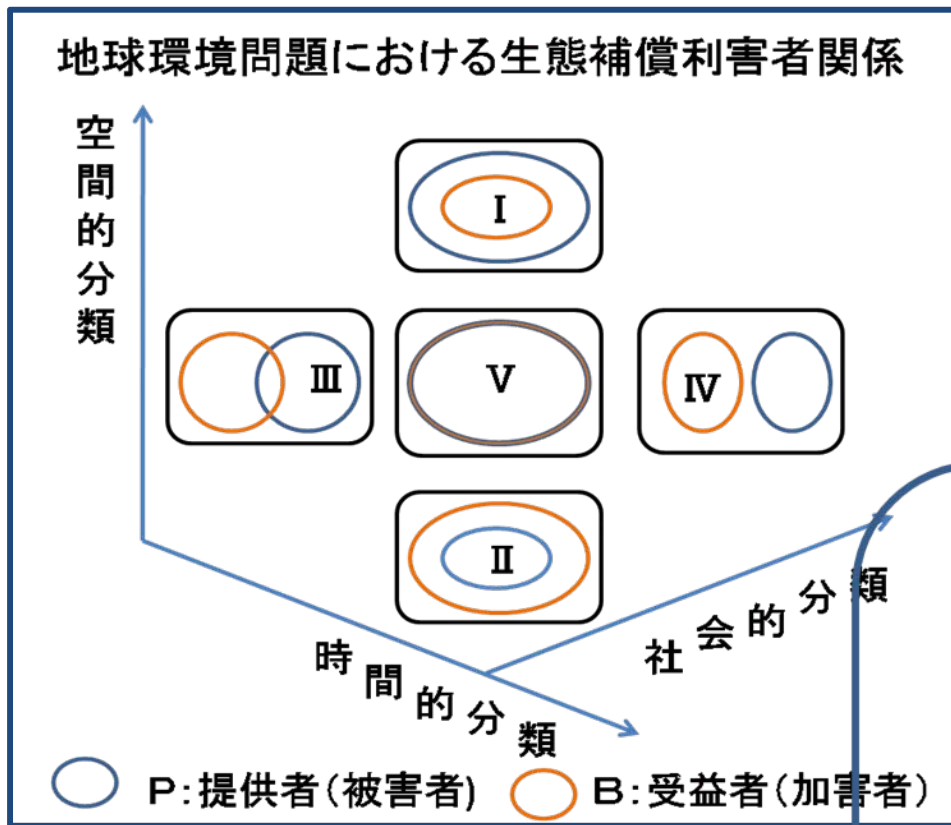 地球環境問題における生態補償利害者関係
空間的分類
Ⅰ
Ⅲ
Ⅴ
Ⅳ
Ⅱ
時間的分類
社会的分類
P:提供者(被害者)
B:受益者(加害者)